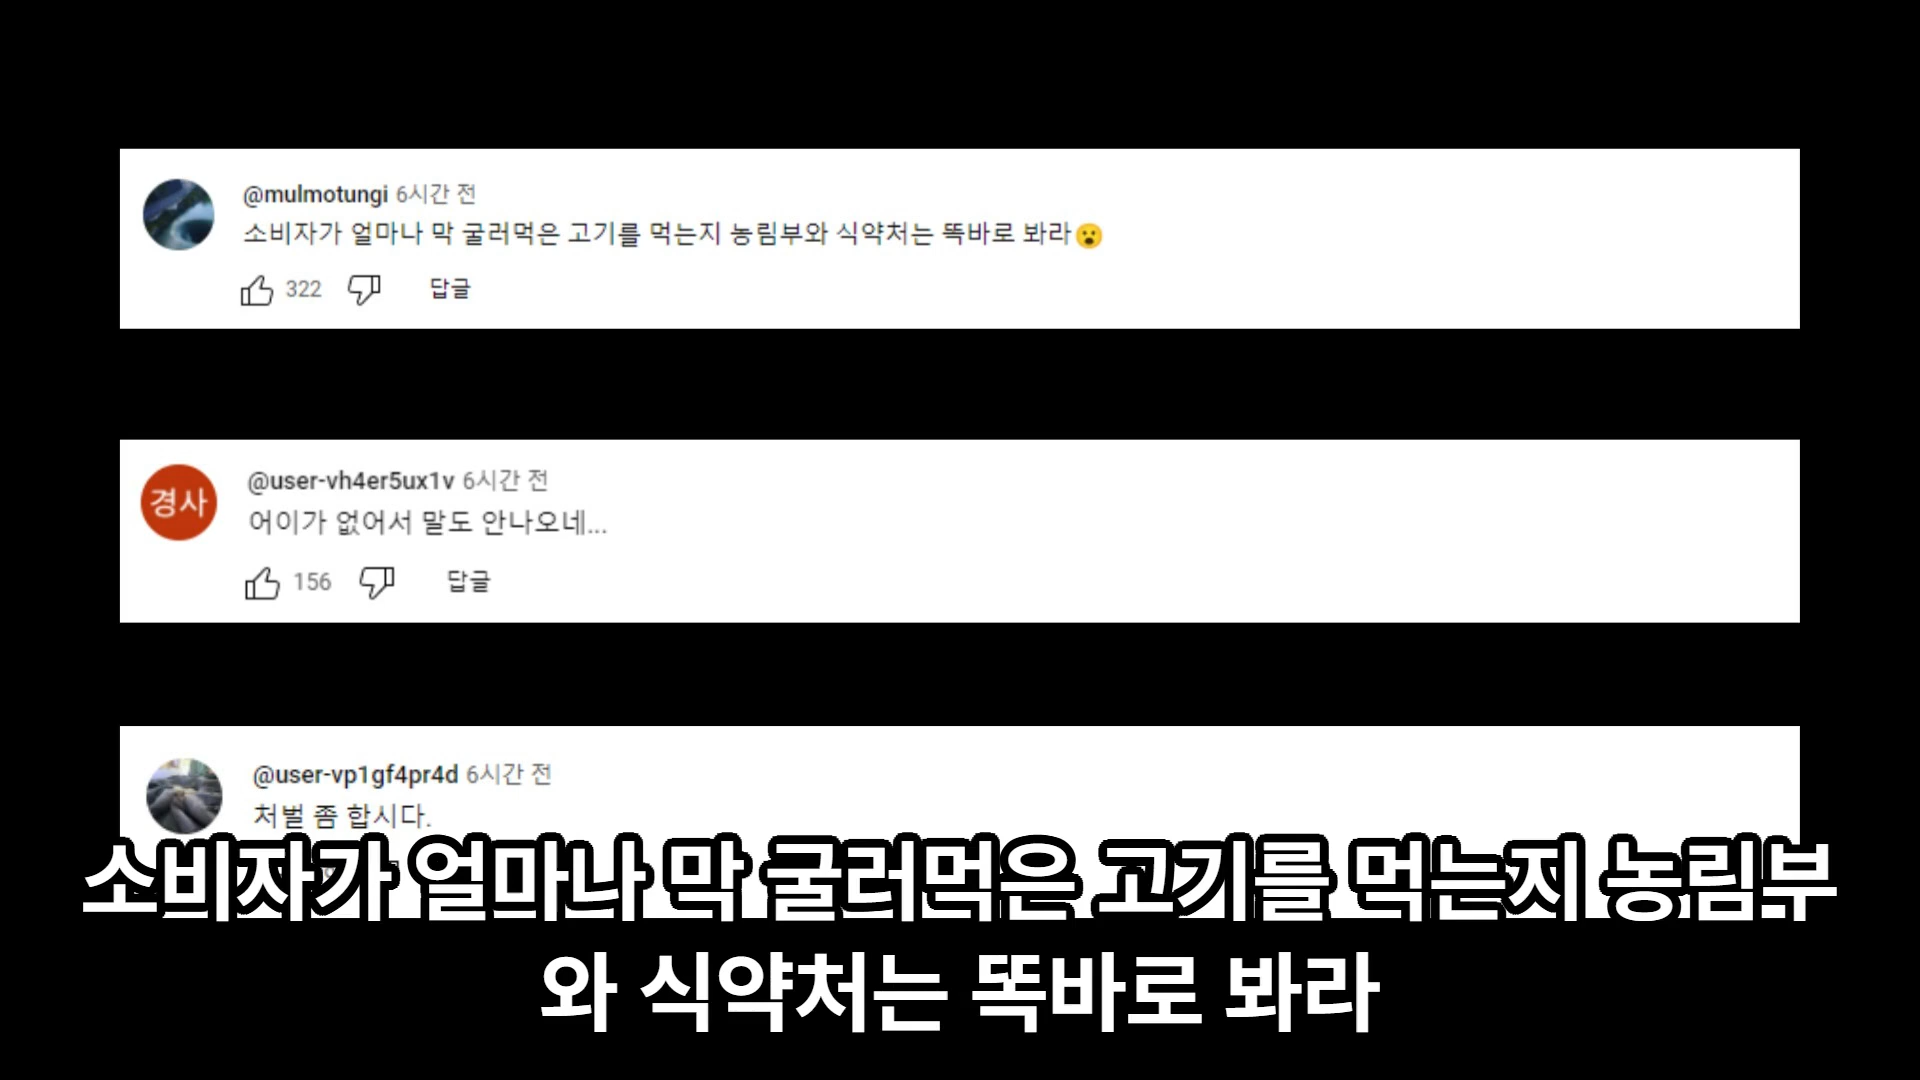 @mulmotungi 6시간 전
소비자가 얼마나 막 굴러먹은 고기를 먹는지 농림부와 식약처는 똑바로 봐라😮
322 답글
@user-vh4er5ux1v 6시간 전
경사
어이가 없어서 말도 안나오네...
156 답글
@user-vp1gf4pr4d 6시간 전
처벌 좀 합시다.
소비자가 얼마나 막 굴러먹은 고기를 먹는지 농림부
와 식약처는 똑바로 봐라